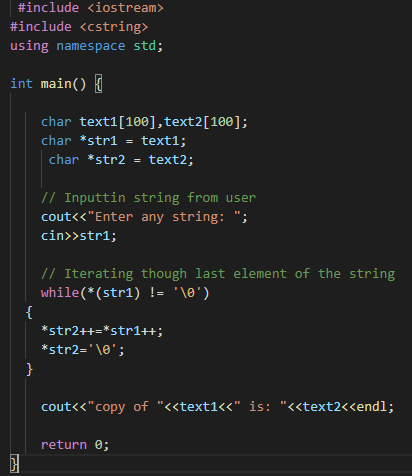 #include <iostream>
#include <cstring>
using namespace std;
int main() {
char text1[100],text2[100];
char *str1 = text1;
char *str2 = text2;
// Inputtin string from user
cout<<"Enter any string: ";
cin>>str1;
// Iterating though last element of the string
while(*(str1) != '\0')
{
*str2++=*str1++;
*str2='\0';
}
cout<<"copy of "<<text1<<" is: "<<text2<<endl;
return 0;
}